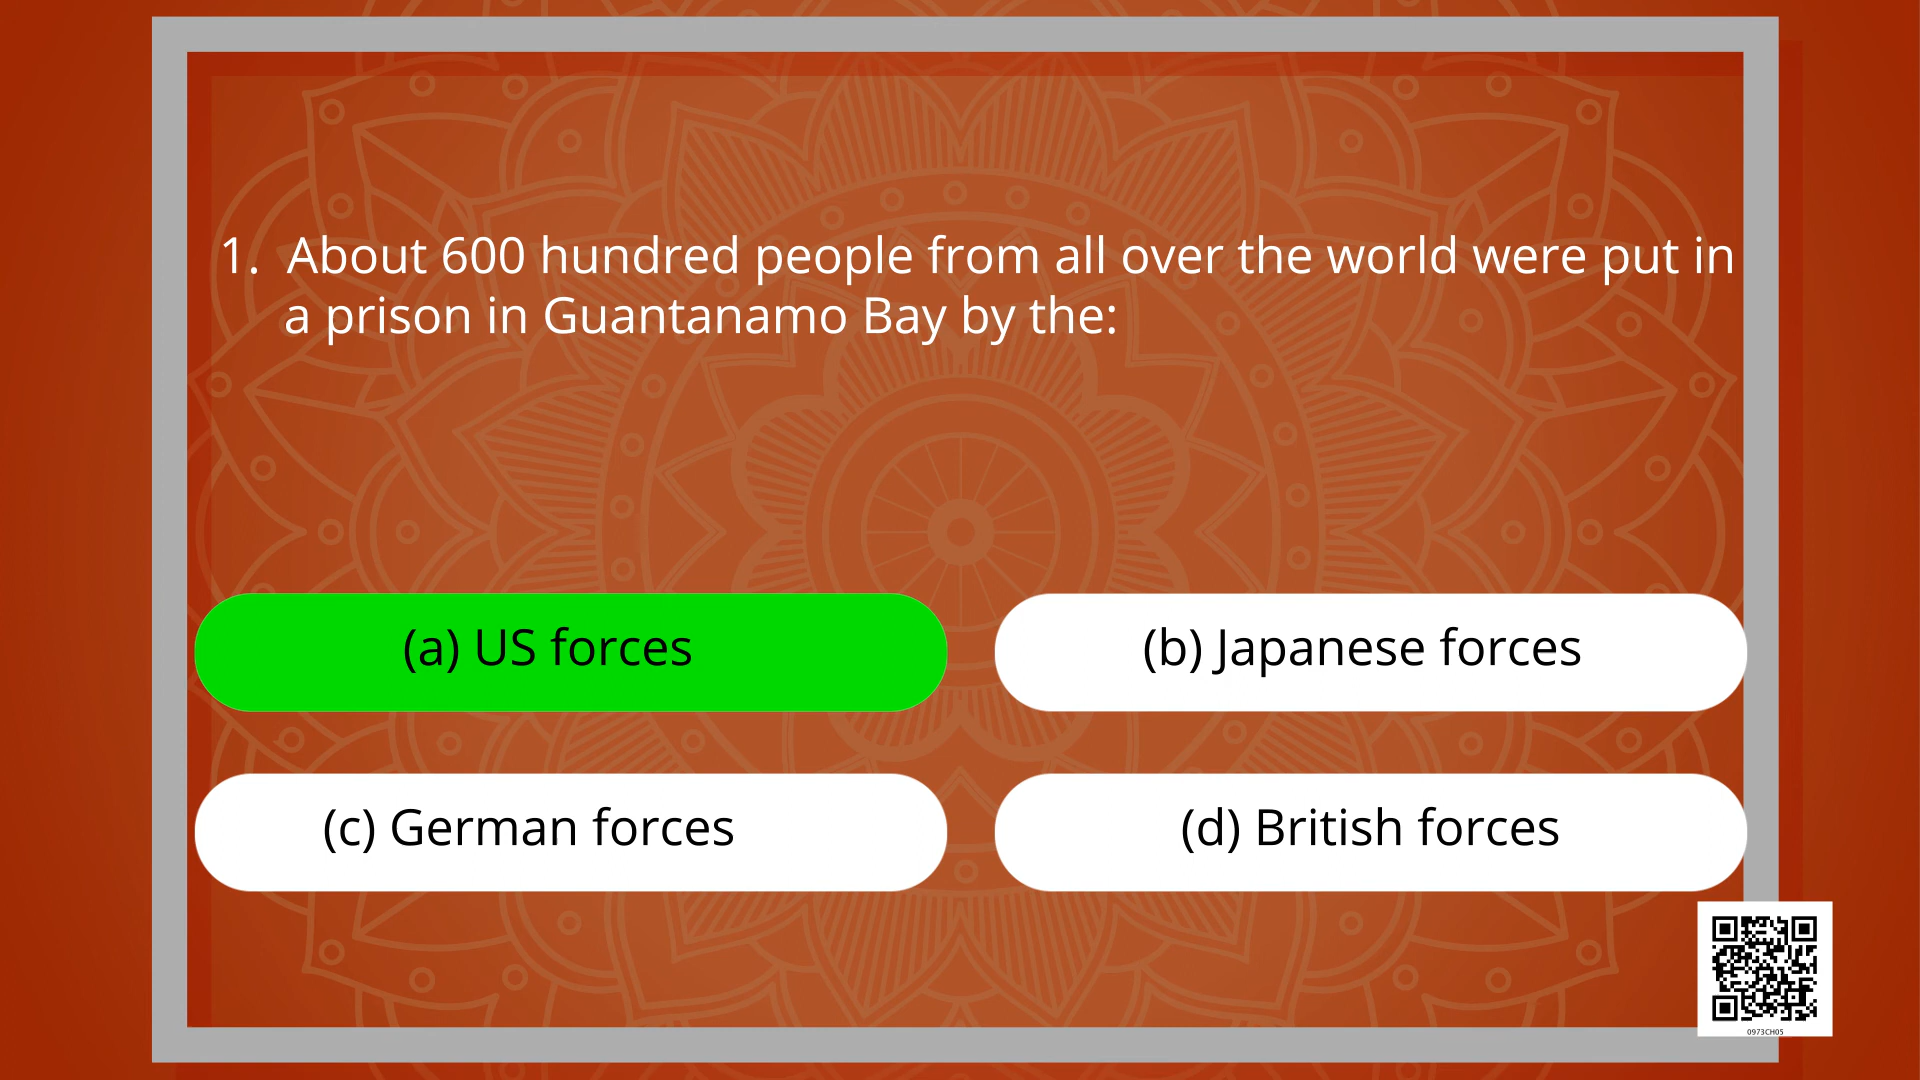 1. About 600 hundred people from all over the world were put in
a prison in Guantanamo Bay by the:
(a) US forces
(b) Japanese forces
(c) German forces
(d) British forces
0973CH05